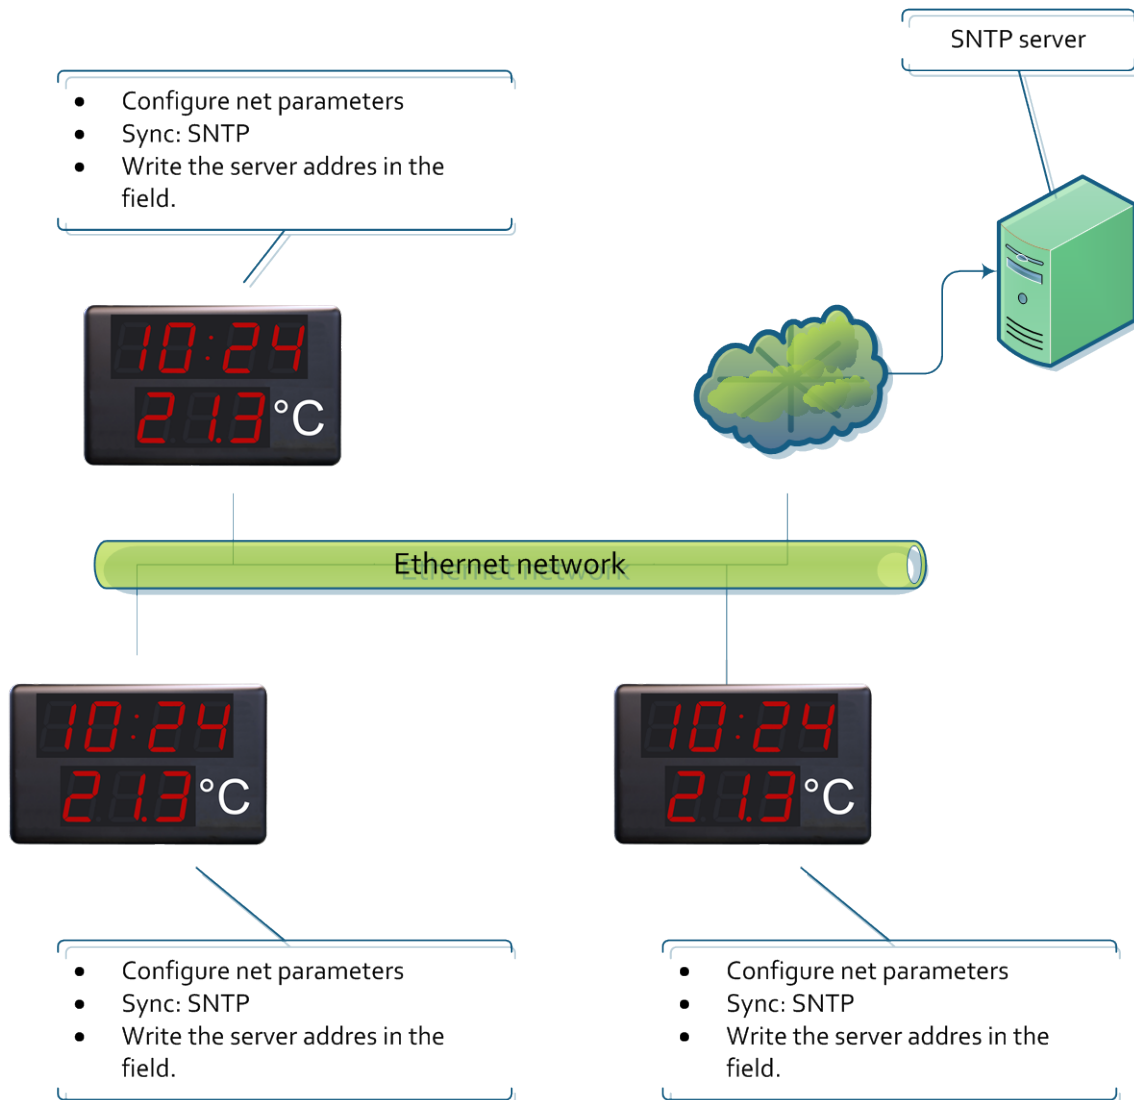 SNTP server
• Configure net parameters
• Sync: SNTP
• Write the server addres in the
field.
10:24
21.3 °C
Ethernet network
10:24
21.3 °C
10:24
21.3 °C
• Configure net parameters
• Sync: SNTP
• Write the server addres in the
field.
• Configure net parameters
• Sync: SNTP
• Write the server addres in the
field.